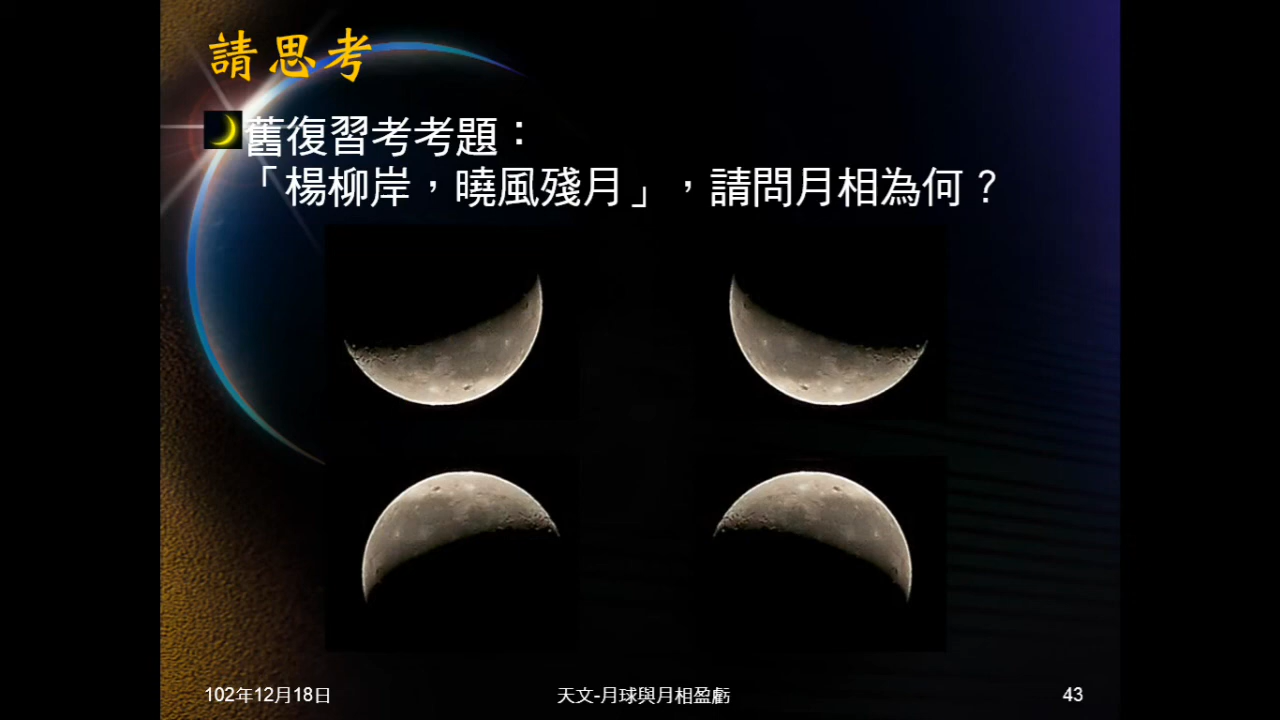 請思考
舊復習考考題：
「楊柳岸，曉風殘月」，請問月相為何？
102年12月18日
天文-月球與月相盈虧
43